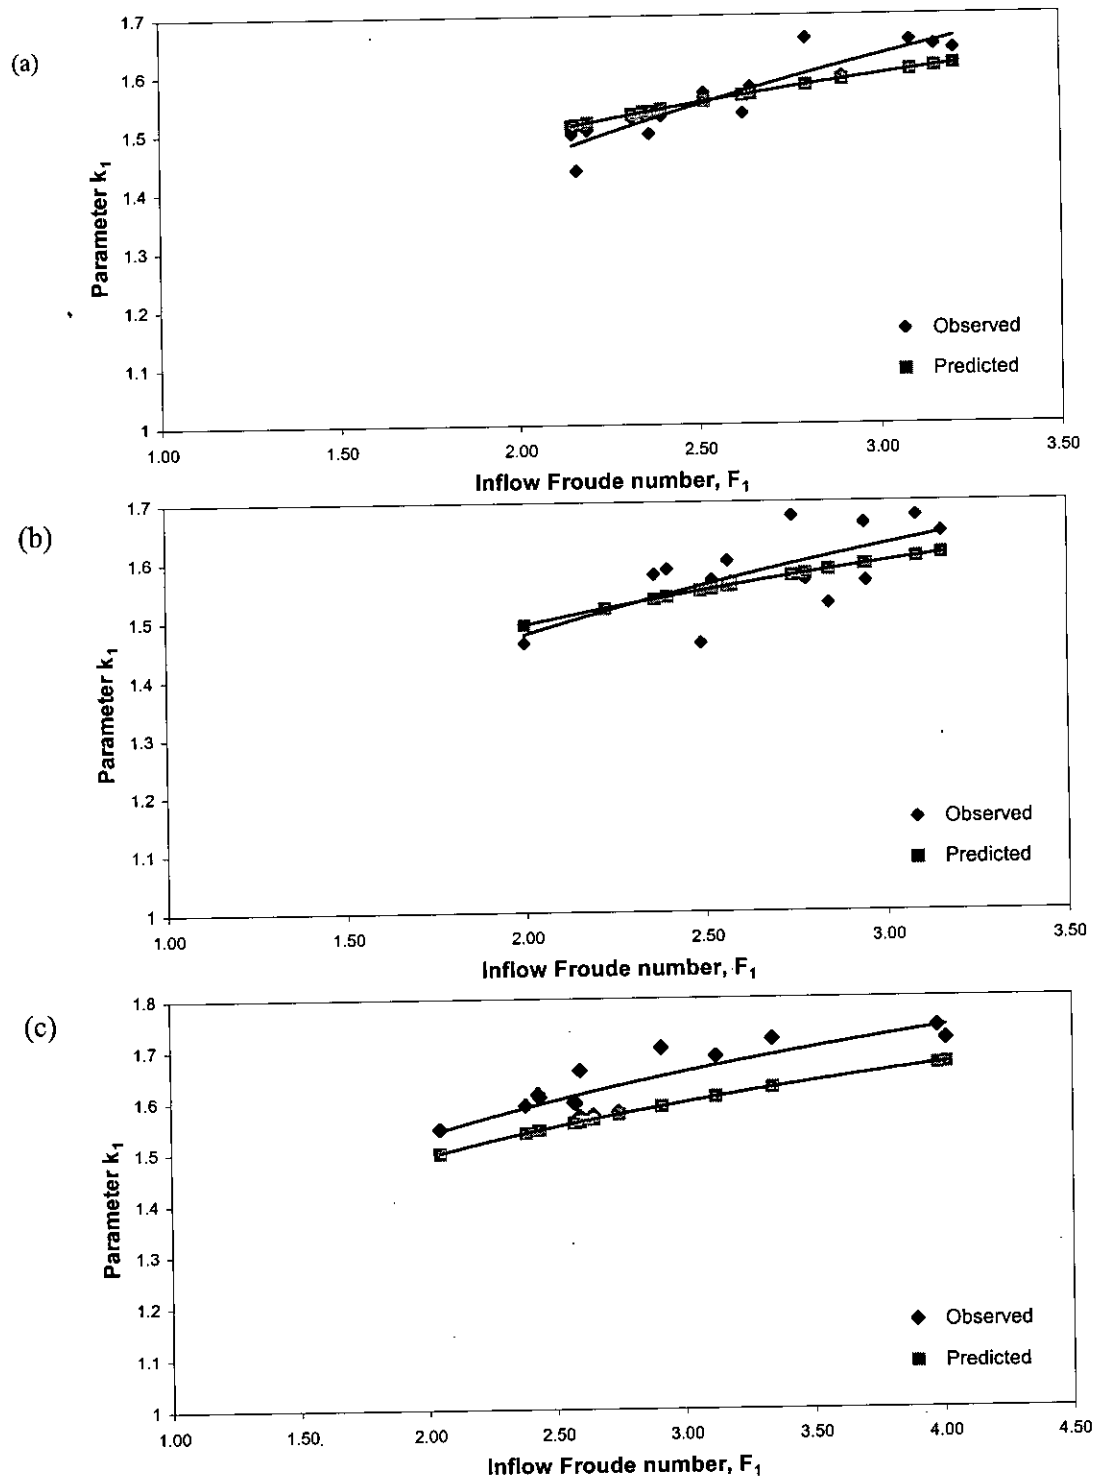 (a)
1.7
1.6
1.5
1.4
1.3
1.2
1.1
1
Parameter k₁
Observed
Predicted
1.00 1.50 2.00 2.50 3.00 3.50
Inflow Froude number, F₁
(b)
1.7
1.6
1.5
1.4
1.3
1.2
1.1
1
Parameter k₁
Observed
Predicted
1.00 1.50 2.00 2.50 3.00 3.50
Inflow Froude number, F₁
(c)
1.8
1.7
1.6
1.5
1.4
1.3
1.2
1.1
1
Parameter k₁
Observed
Predicted
1.00 1.50 2.00 2.50 3.00 3.50 4.00 4.50
Inflow Froude number, F₁